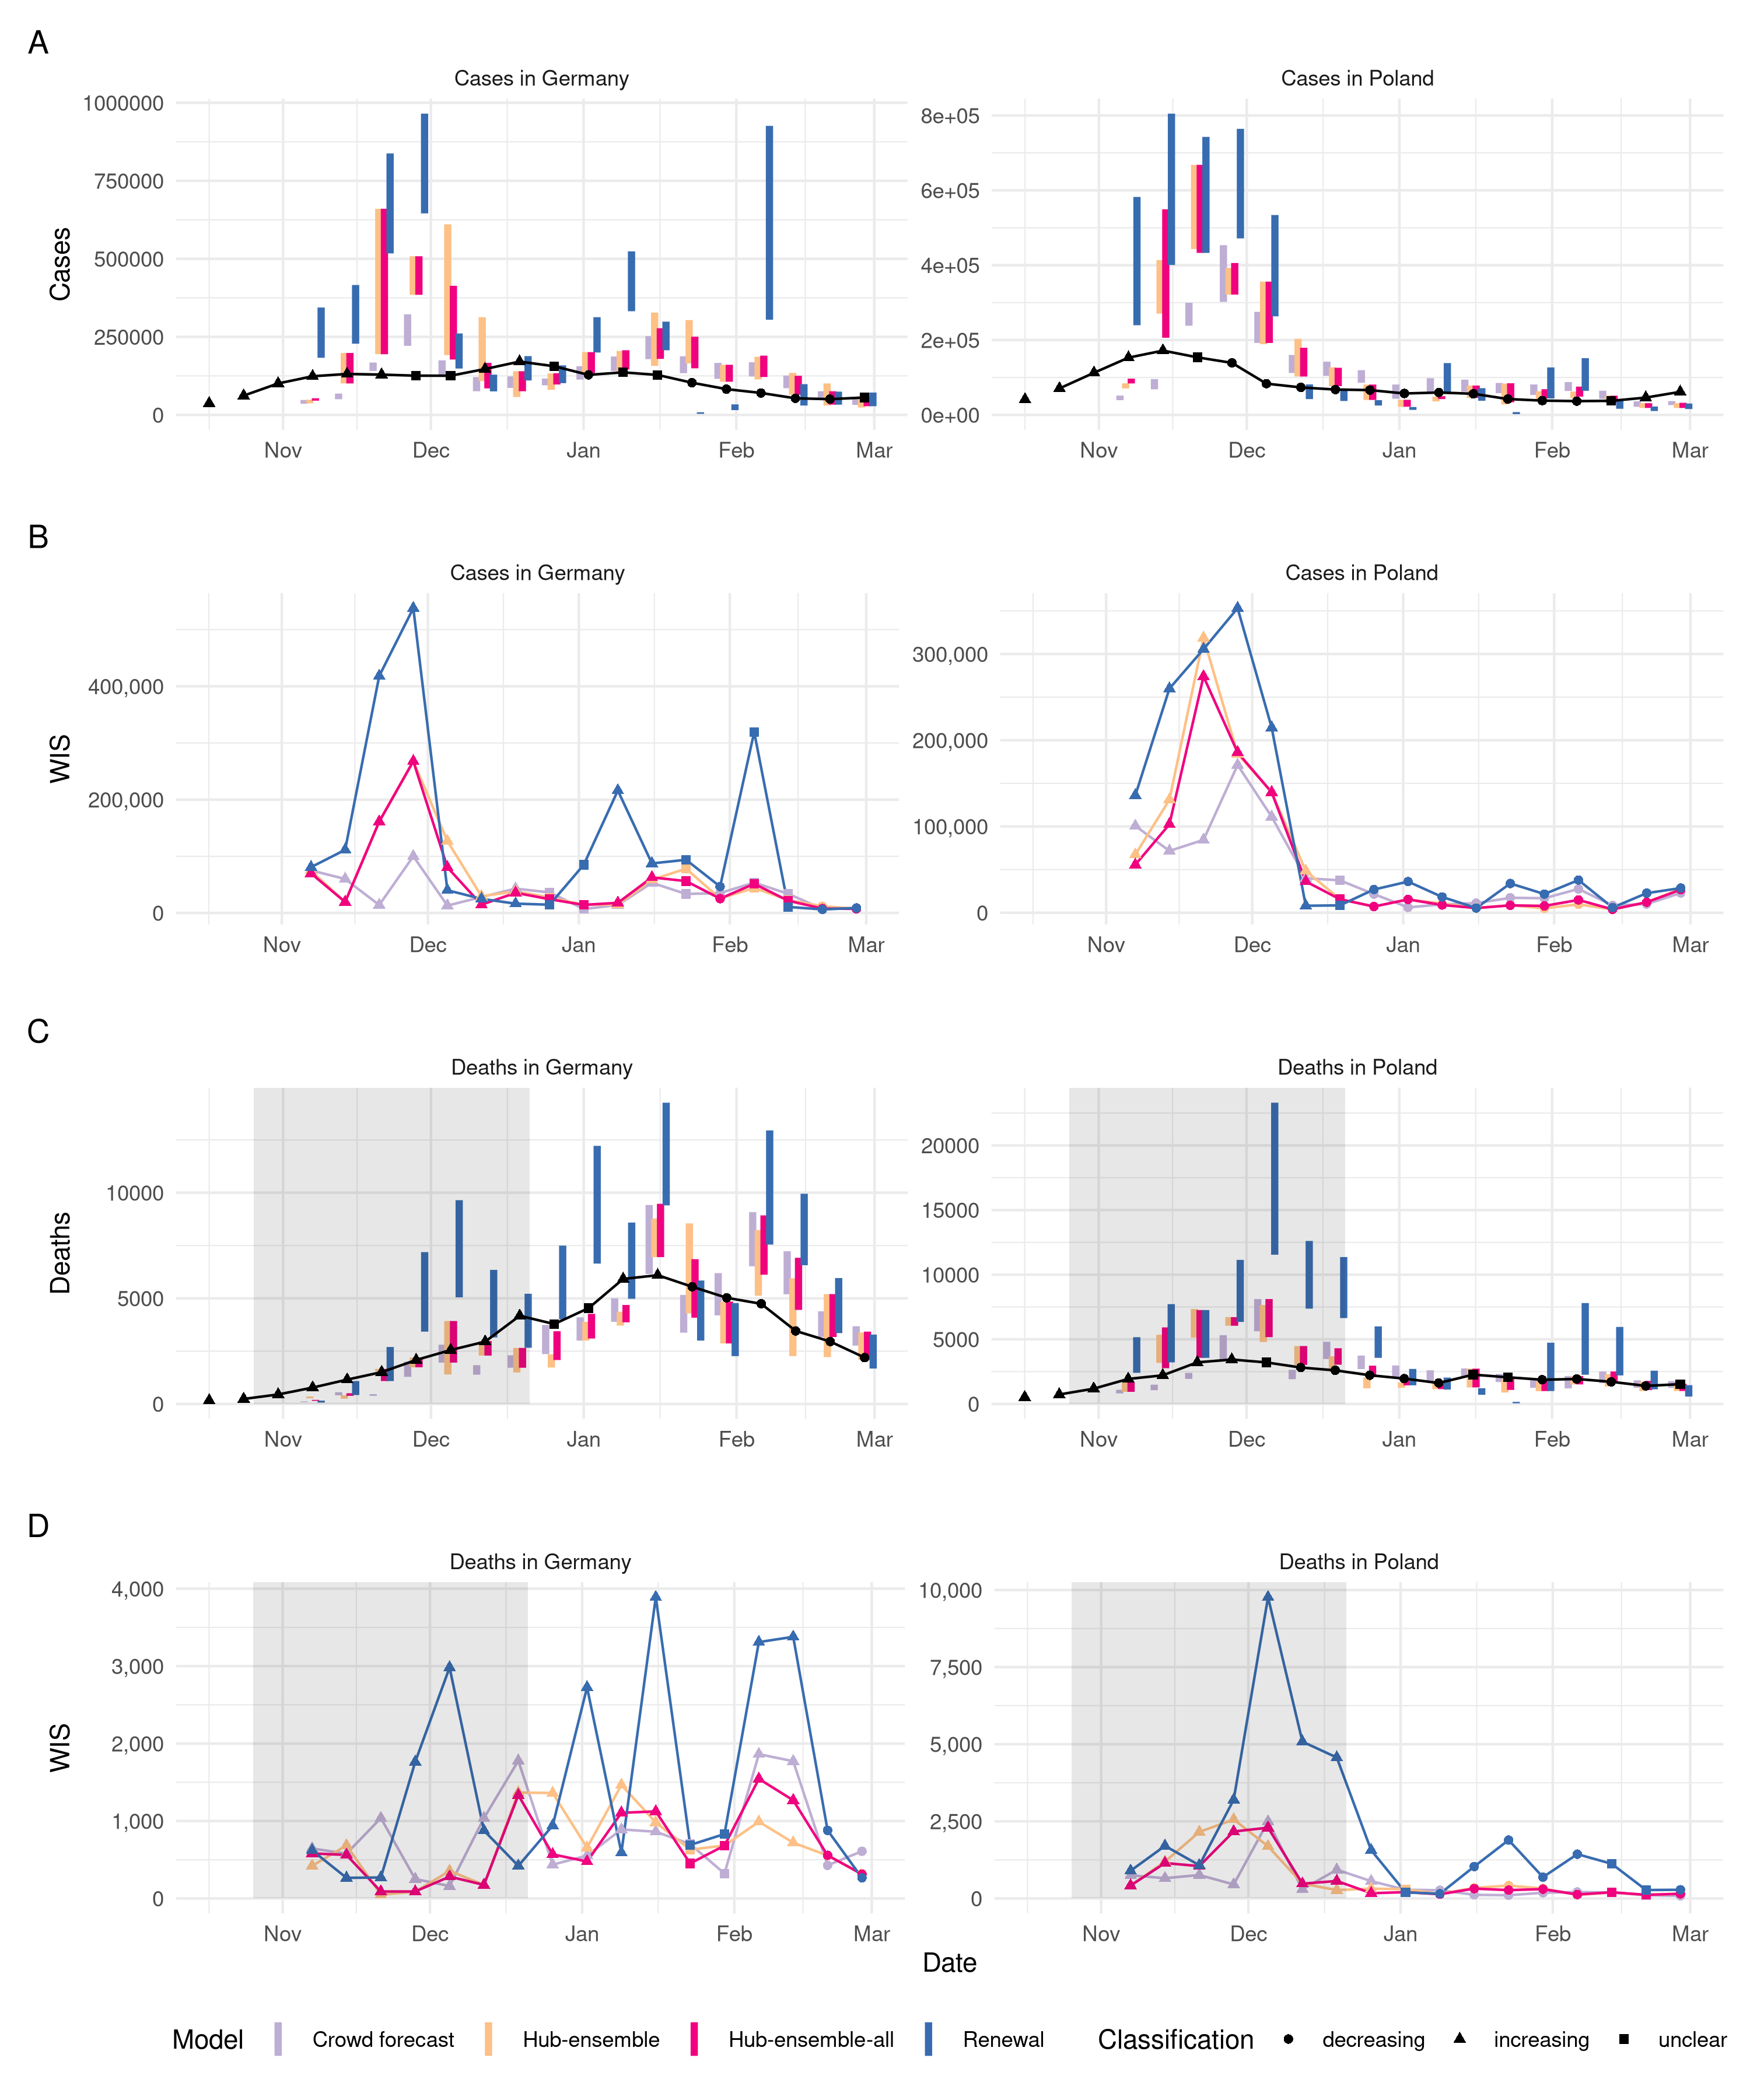 A
Cases in Germany
Cases in Poland
Cases
1000000
750000
500000
250000
0
8e+05
6e+05
4e+05
2e+05
0e+00
Nov Dec Jan Feb Mar
Nov Dec Jan Feb Mar
B
Cases in Germany
Cases in Poland
WIS
400,000
200,000
0
300,000
200,000
100,000
0
Nov Dec Jan Feb Mar
Nov Dec Jan Feb Mar
C
Deaths in Germany
Deaths in Poland
Deaths
10000
5000
0
20000
15000
10000
5000
0
Nov Dec Jan Feb Mar
Nov Dec Jan Feb Mar
D
Deaths in Germany
Deaths in Poland
WIS
4,000
3,000
2,000
1,000
0
10,000
7,500
5,000
2,500
0
Nov Dec Jan Feb Mar
Nov Dec Jan Feb Mar
Date
Model Crowd forecast Hub-ensemble Hub-ensemble-all Renewal Classification decreasing increasing unclear